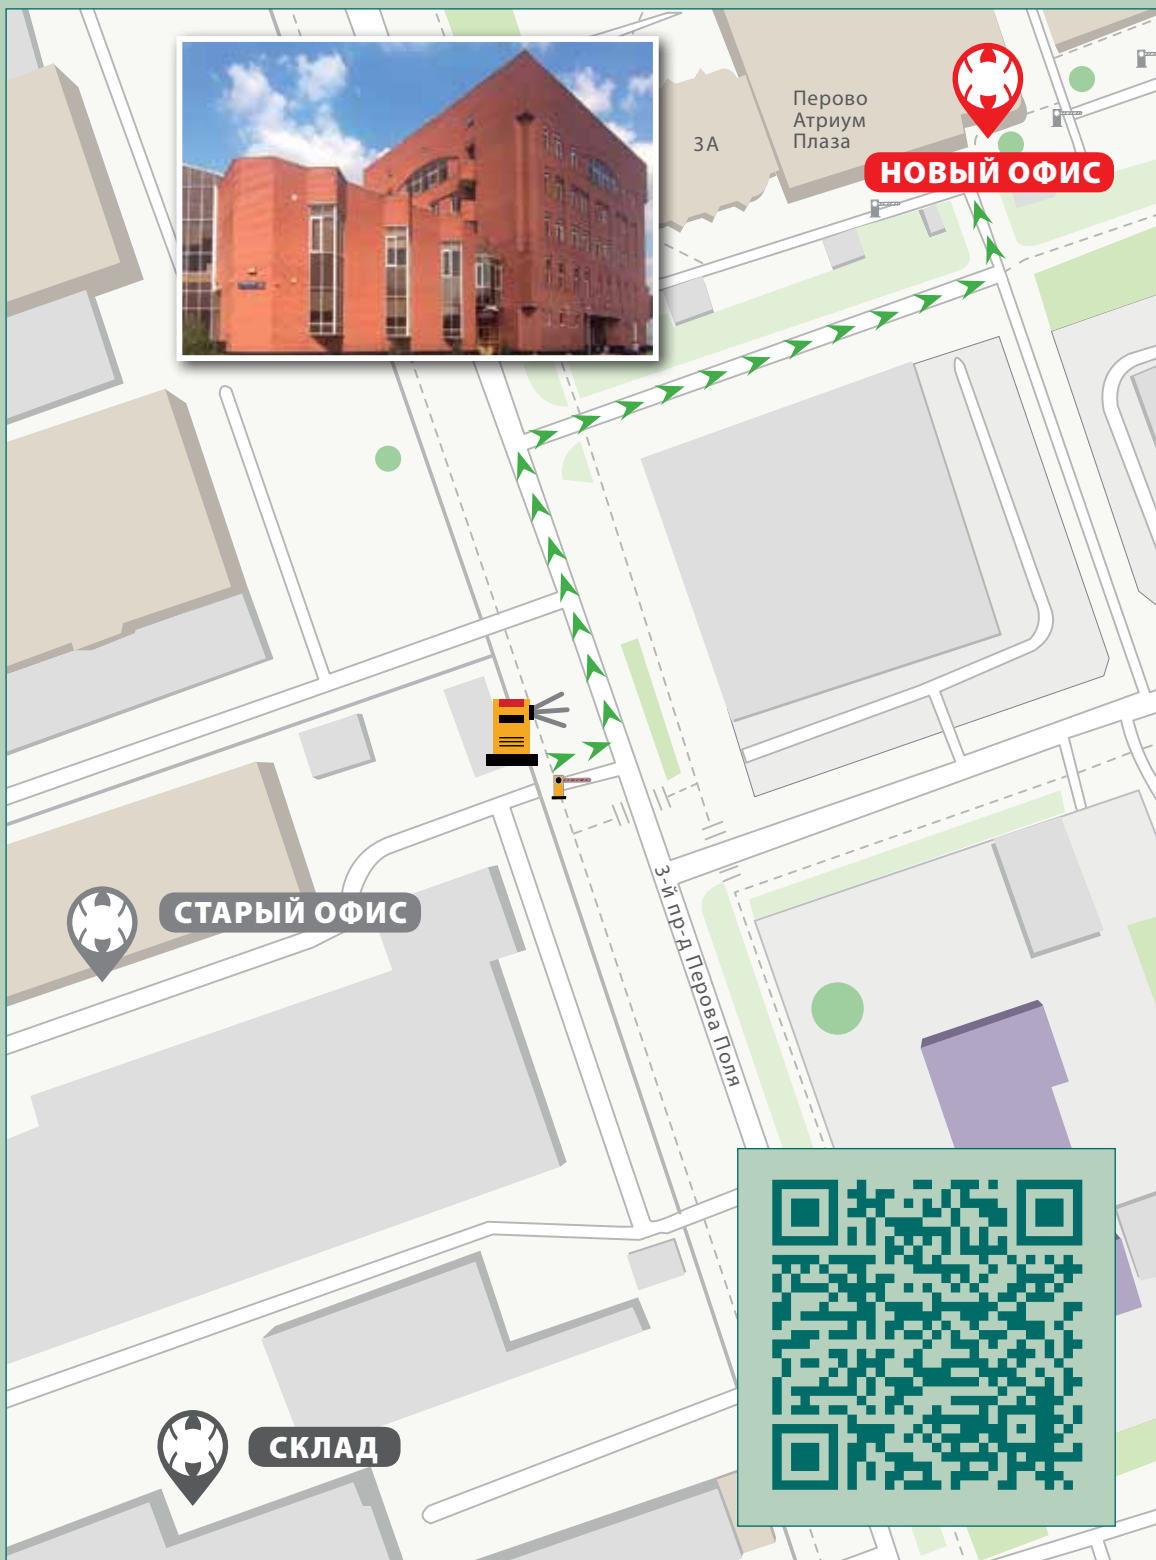 3А
Перово
Атриум
Плаза
НОВЫЙ ОФИС
СТАРЫЙ ОФИС
3-й пр-д Перова Поля
СКЛАД